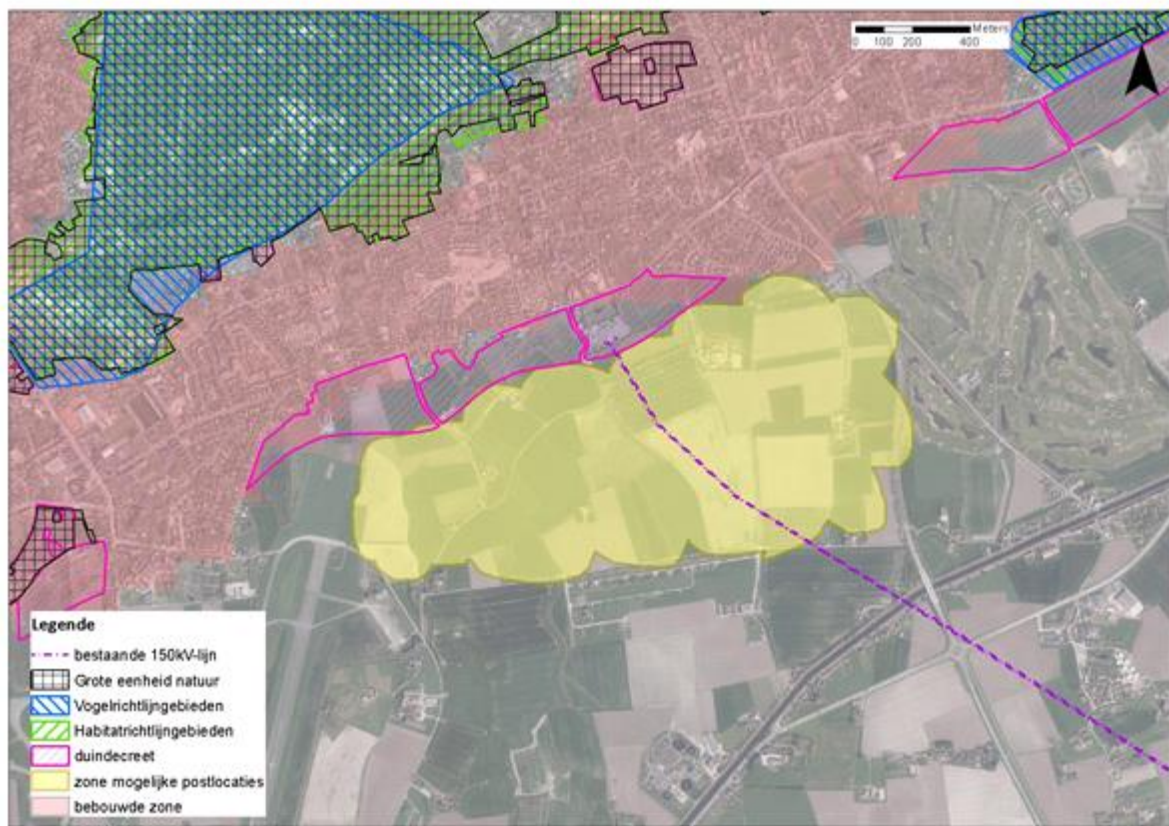 Meters
0 100 200 400
Legende
bestaande 150kV-lijn
Grote eenheid natuur
Vogelrichtlijngebieden
Habitatrichtlijngebieden
duindecreet
zone mogelijke postlocaties
bebouwde zone